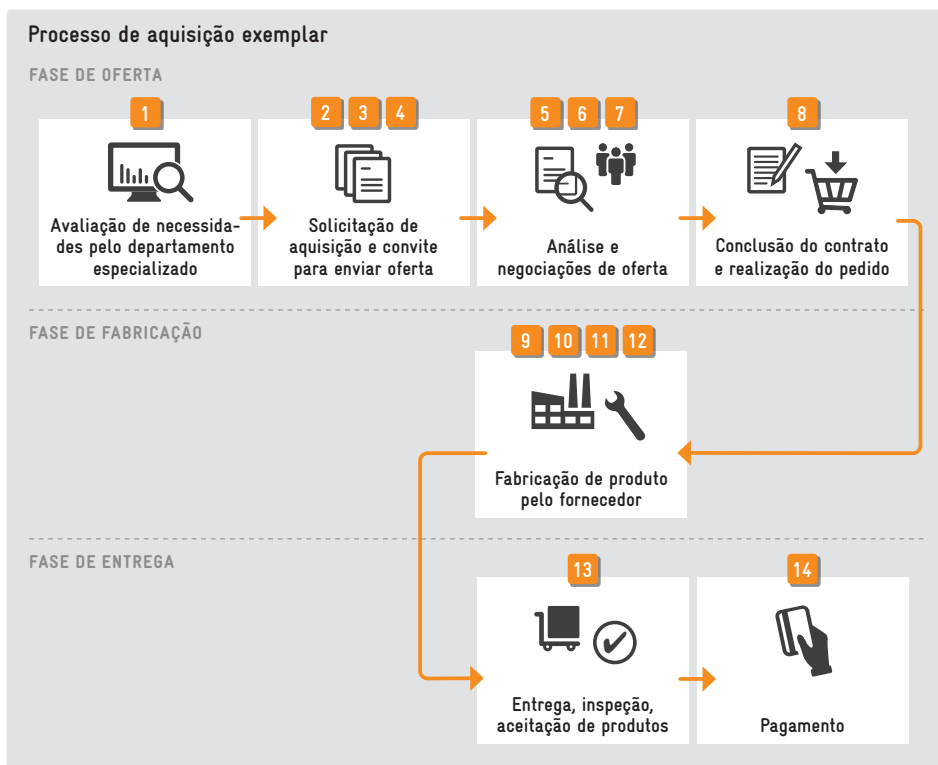 Processo de aquisição exemplar
FASE DE OFERTA
1
2 3 4
5 6 7
8
Avaliação de necessida-
des pelo departamento
especializado
Solicitação de
aquisição e convite
para enviar oferta
Análise e
negociações de oferta
Conclusão do contrato
e realização do pedido
FASE DE FABRICAÇÃO
9 10 11 12
Fabricação de produto
pelo fornecedor
FASE DE ENTREGA
13
14
Entrega, inspeção,
aceitação de produtos
Pagamento